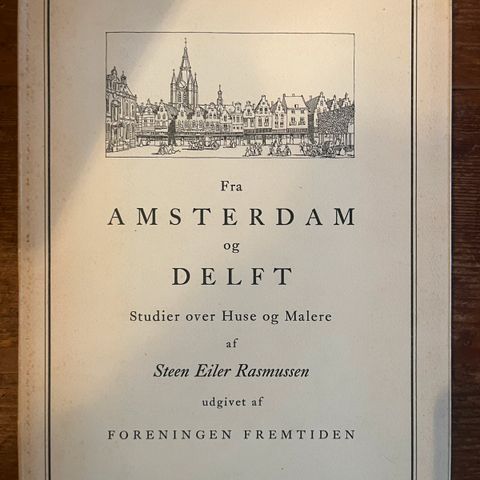 Fra
AMSTERDAM
og
DELFT
Studier over Huse og Malere
af
Steen Eiler Rasmussen
udgivet af
FORENINGEN FREMTIDEN